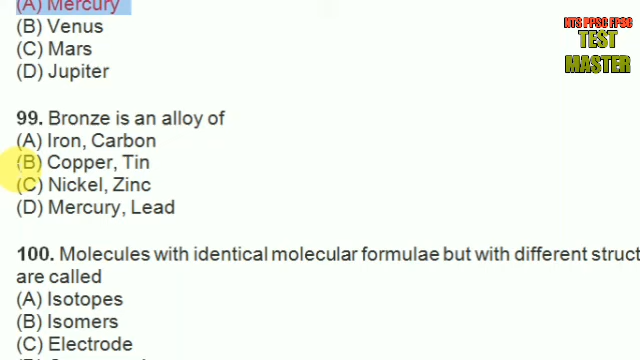 (A) Mercury
(B) Venus
(C) Mars
(D) Jupiter
NTS PPSC FPSC
TEST
MASTER
99. Bronze is an alloy of
(A) Iron, Carbon
(B) Copper, Tin
(C) Nickel, Zinc
(D) Mercury, Lead
100. Molecules with identical molecular formulae but with different struct
are called
(A) Isotopes
(B) Isomers
(C) Electrode